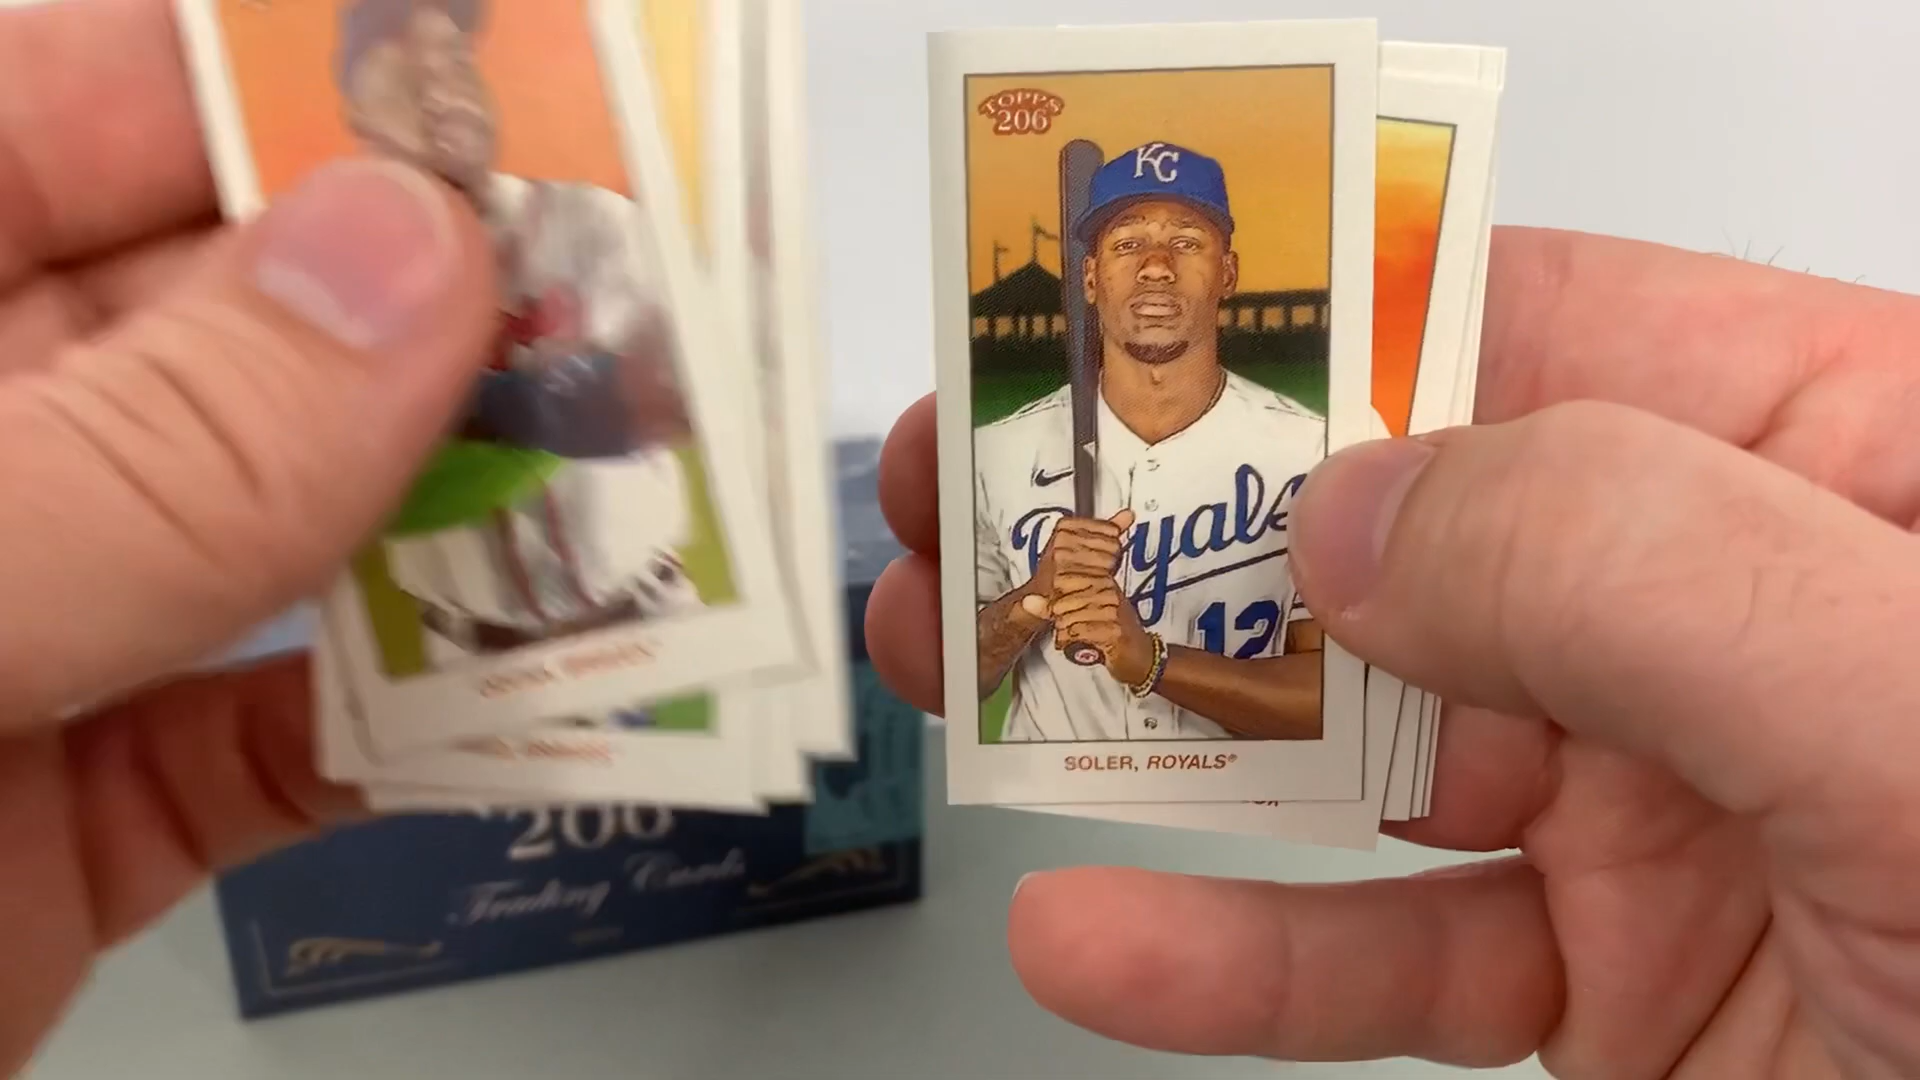 TOPPS
206
KC
Royals
12
SOLER, ROYALS®
206
Trading Cards